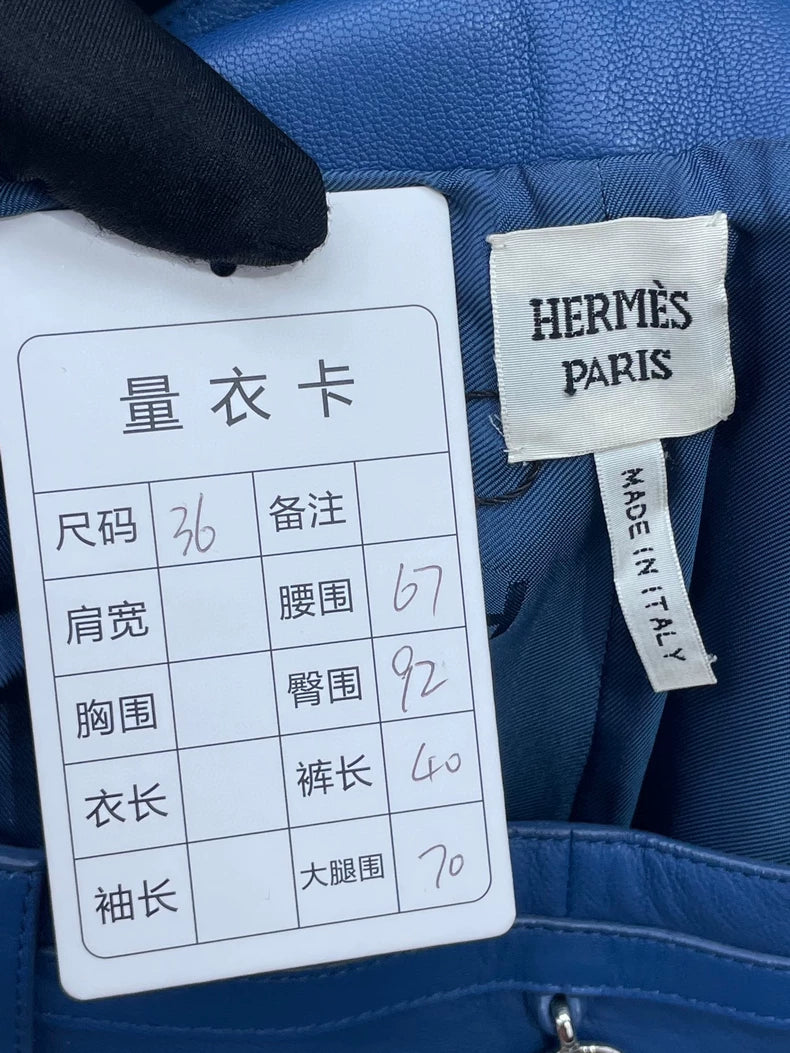 量衣卡
尺码 36 备注
肩宽 腰围 67
胸围 臀围 92
衣长 裤长 40
袖长 大腿围 70
HERMÈS
PARIS
MADE IN ITALY